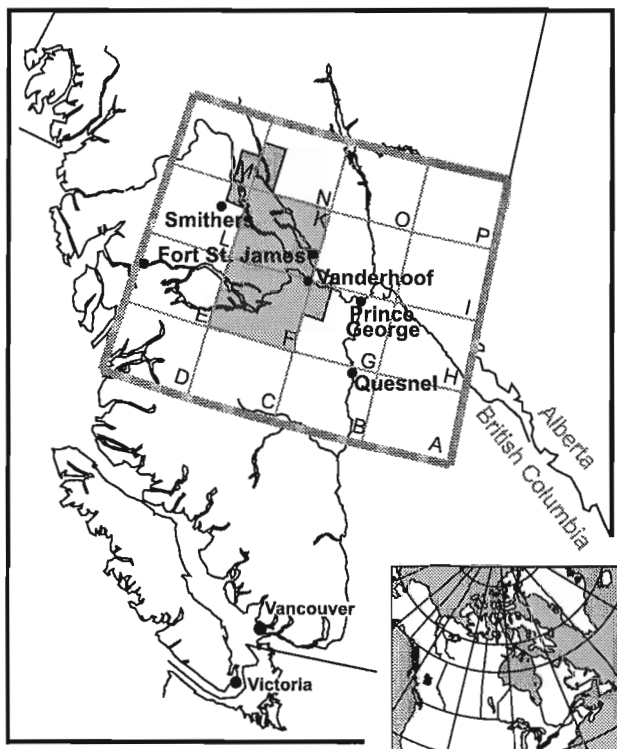 M
N
O
P
Smithers
K
L
Fort St. James
Vanderhoof
I
Prince
George
E
F
G
H
Quesnel
D
C
B
A
Alberta
British Columbia
Vancouver
Victoria